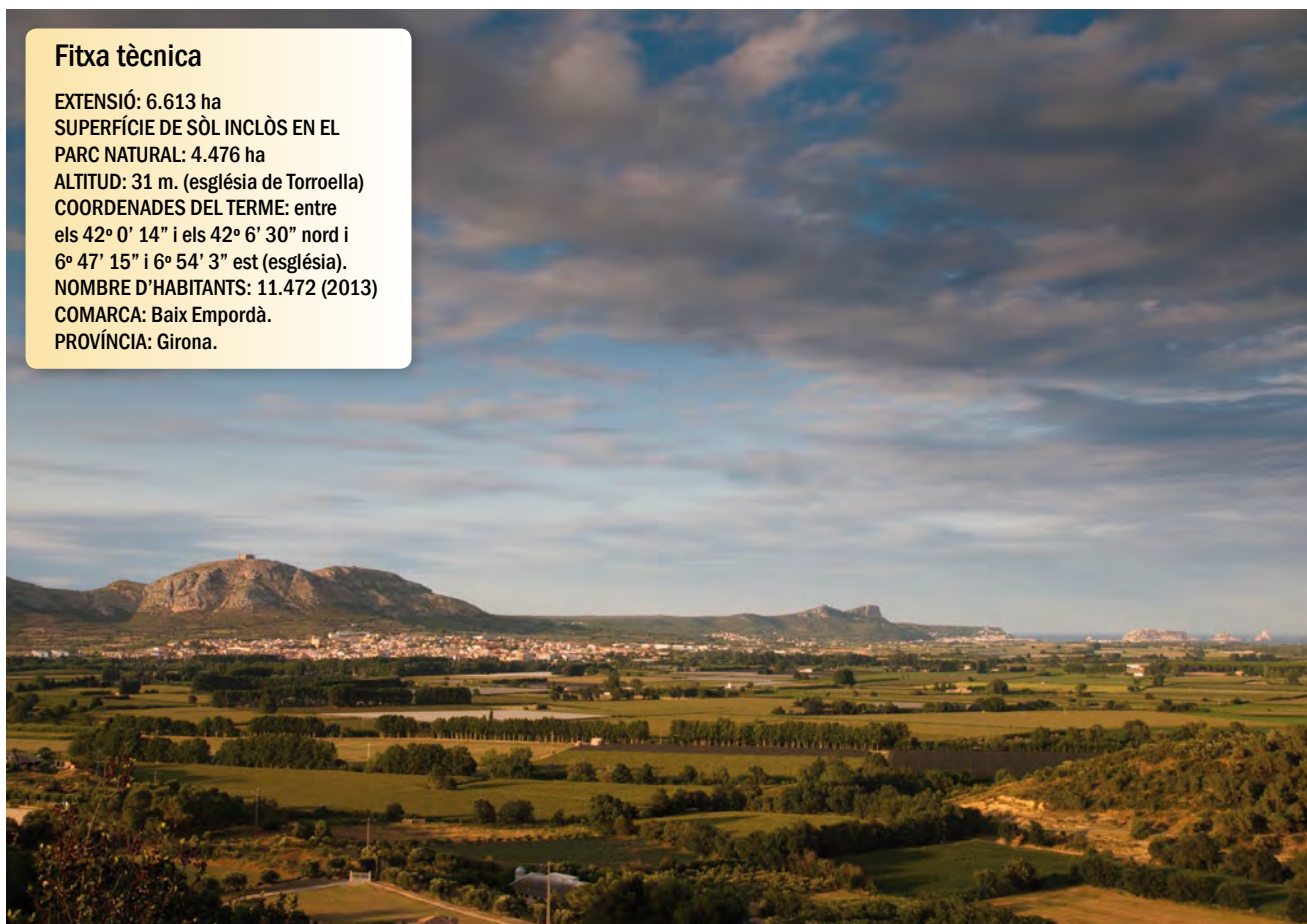 Fitxa tècnica
EXTENSIÓ: 6.613 ha
SUPERFÍCIE DE SÒL INCLÒS EN EL
PARC NATURAL: 4.476 ha
ALTITUD: 31 m. (església de Torroella)
COORDENADES DEL TERME: entre
els 42º 0’ 14” i els 42º 6’ 30” nord i
6º 47’ 15” i 6º 54’ 3” est (església).
NOMBRE D’HABITANTS: 11.472 (2013)
COMARCA: Baix Empordà.
PROVÍNCIA: Girona.